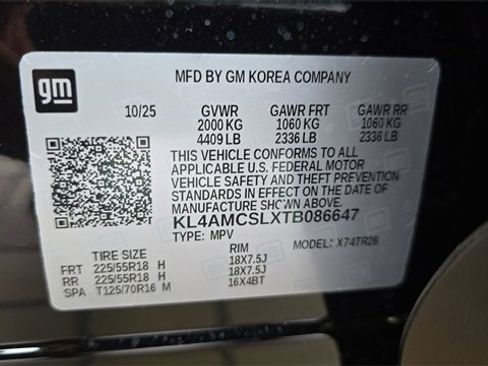 gm
MFD BY GM KOREA COMPANY
10/25 GVWR GAWR FRT GAWR RR
2000 KG 1060 KG 1060 KG
4409 LB 2336 LB 2336 LB
THIS VEHICLE CONFORMS TO ALL
APPLICABLE U.S. FEDERAL MOTOR
VEHICLE SAFETY AND THEFT PREVENTION
STANDARDS IN EFFECT ON THE DATE OF
MANUFACTURE SHOWN ABOVE.
KL4AMCSLXTB086647
TYPE: MPV MODEL: X74TR26
TIRE SIZE RIM
FRT 225/55R18 H 18X7.5J
RR 225/55R18 H 18X7.5J
SPA T125/70R16 M 16X4BT